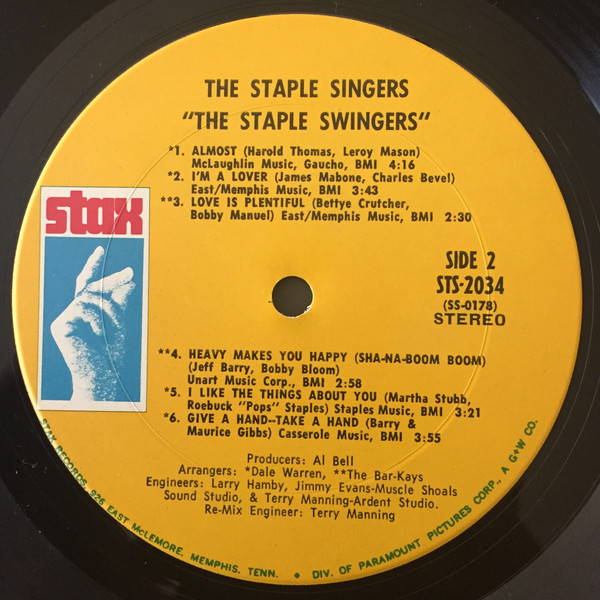 THE STAPLE SINGERS
"THE STAPLE SWINGERS"
*1. ALMOST (Harold Thomas, Leroy Mason)
McLaughlin Music, Gaucho, BMI 4:16
*2. I'M A LOVER (James Mabone, Charles Bevel)
East/Memphis Music, BMI 3:43
**3. LOVE IS PLENTIFUL (Bettye Crutcher,
Bobby Manuel) East/Memphis Music, BMI 2:30
stax
SIDE 2
STS-2034
(SS-0178)
STEREO
**4. HEAVY MAKES YOU HAPPY (SHA-NA-BOOM BOOM)
(Jeff Barry, Bobby Bloom)
Unart Music Corp., BMI 2:58
*5. I LIKE THE THINGS ABOUT YOU (Martha Stubb,
Roebuck "Pops" Staples) Staples Music, BMI 3:21
*6. GIVE A HAND--TAKE A HAND (Barry &
Maurice Gibbs) Casserole Music, BMI 3:55
Producers: Al Bell
Arrangers: *Dale Warren, **The Bar-Kays
Engineers: Larry Hamby, Jimmy Evans-Muscle Shoals
Sound Studio, & Terry Manning-Ardent Studio.
Re-Mix Engineer: Terry Manning
STAX RECORDS, 926 EAST McLEMORE, MEMPHIS, TENN. • DIV. OF PARAMOUNT PICTURES CORP., A G+W CO.